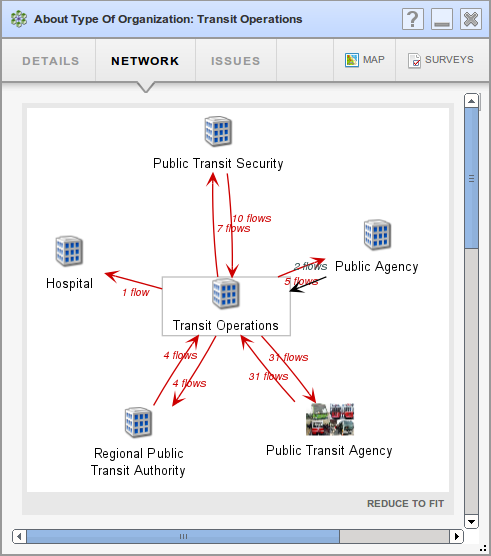 About Type Of Organization: Transit Operations
?
DETAILS
NETWORK
ISSUES
MAP
SURVEYS
Public Transit Security
10 flows
7 flows
Public Agency
2 flows
5 flows
Hospital
1 flow
Transit Operations
4 flows
4 flows
31 flows
31 flows
Regional Public
Transit Authority
Public Transit Agency
REDUCE TO FIT